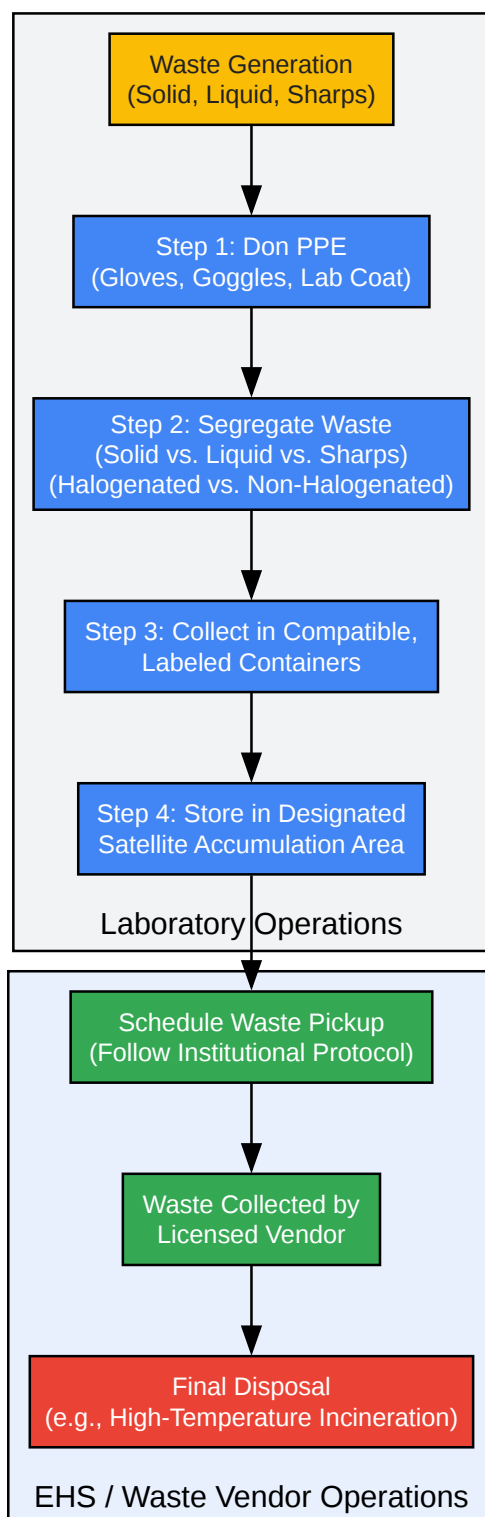 Waste Generation
(Solid, Liquid, Sharps)
Step 1: Don PPE
(Gloves, Goggles, Lab Coat)
Step 2: Segregate Waste
(Solid vs. Liquid vs. Sharps)
(Halogenated vs. Non-Halogenated)
Step 3: Collect in Compatible,
Labeled Containers
Step 4: Store in Designated
Satellite Accumulation Area
Laboratory Operations
Schedule Waste Pickup
(Follow Institutional Protocol)
Waste Collected by
Licensed Vendor
Final Disposal
(e.g., High-Temperature Incineration)
EHS / Waste Vendor Operations